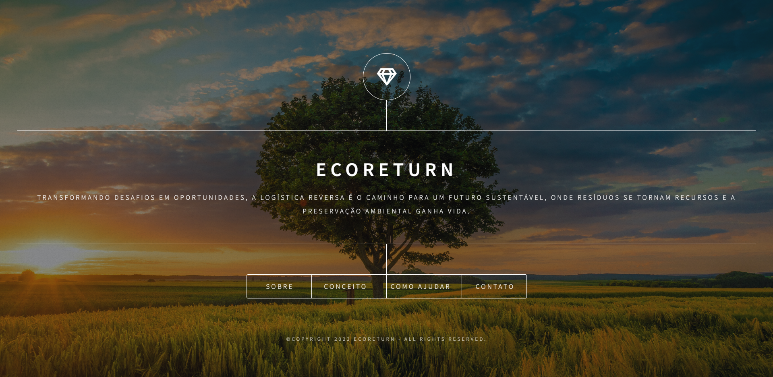 ECORETURN
TRANSFORMANDO DESAFIOS EM OPORTUNIDADES, A LOGÍSTICA REVERSA É O CAMINHO PARA UM FUTURO SUSTENTÁVEL, ONDE RESÍDUOS SE TORNAM RECURSOS E A
PRESERVAÇÃO AMBIENTAL GANHA VIDA.
SOBRE CONCEITO COMO AJUDAR CONTATO
©COPYRIGHT 2023 ECORETURN. ALL RIGHTS RESERVED.